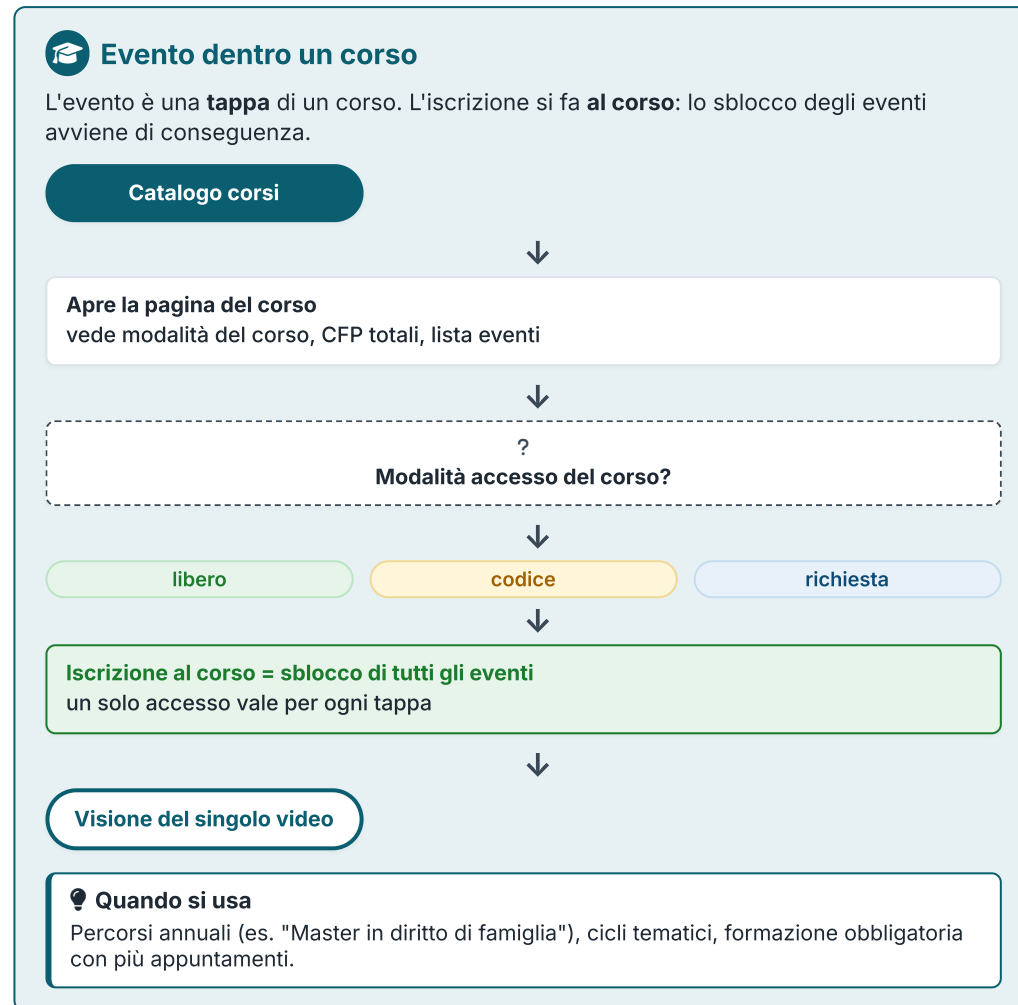 Evento dentro un corso
L'evento è una tappa di un corso. L'iscrizione si fa al corso: lo sblocco degli eventi
avviene di conseguenza.
Catalogo corsi
Apre la pagina del corso
vede modalità del corso, CFP totali, lista eventi
?
Modalità accesso del corso?
libero
codice
richiesta
Iscrizione al corso = sblocco di tutti gli eventi
un solo accesso vale per ogni tappa
Visione del singolo video
Quando si usa
Percorsi annuali (es. "Master in diritto di famiglia"), cicli tematici, formazione obbligatoria
con più appuntamenti.